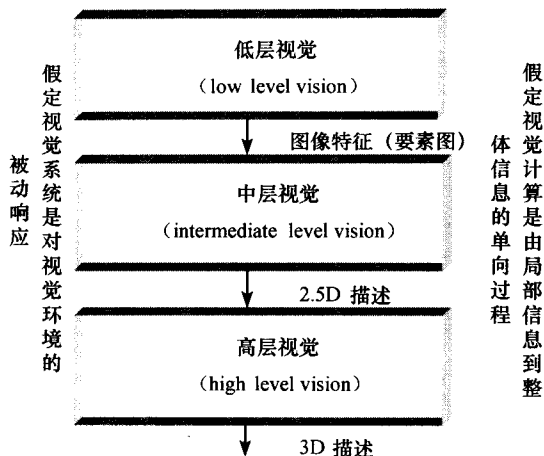 低层视觉
(low level vision)
图像特征（要素图）
中层视觉
(intermediate level vision)
2.5D 描述
高层视觉
(high level vision)
3D 描述
假定视觉系统是对视觉环境的
被动响应
假定视觉计算是由局部信息到整
体信息的单向过程